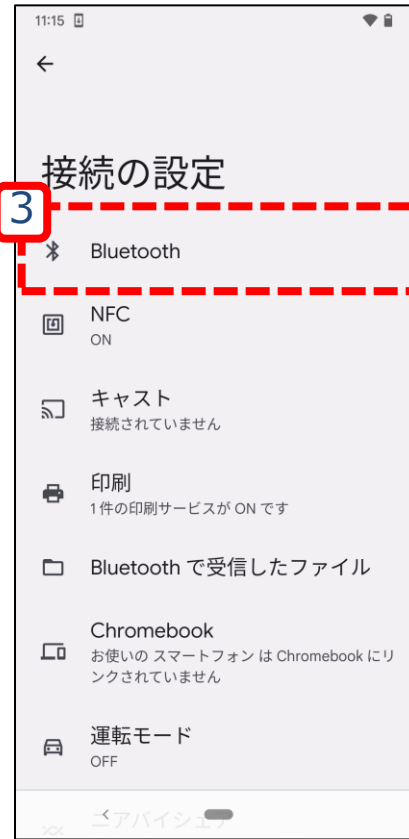 11:15
接続の設定
3
Bluetooth
NFC
ON
キャスト
接続されていません
印刷
1 件の印刷サービスが ON です
Bluetooth で受信したファイル
Chromebook
お使いの スマートフォン は Chromebook にリ
ンクされていません
運転モード
OFF